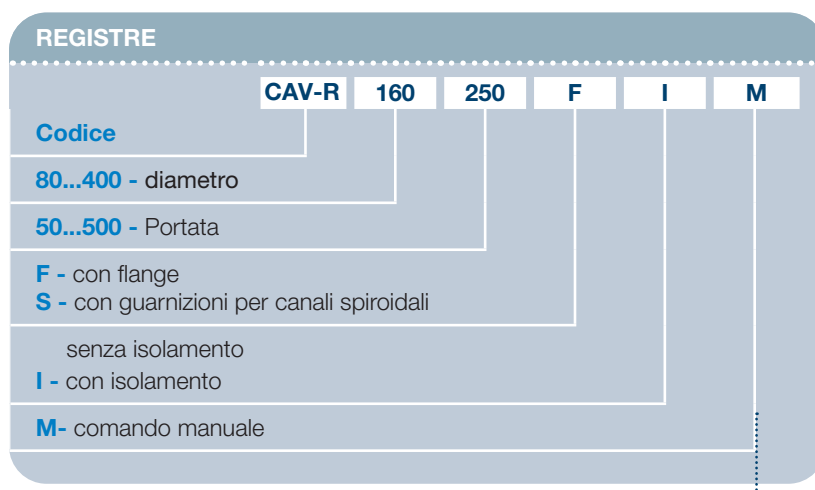 REGISTRE
CAV-R 160 250 F I M
Codice
80...400 - diametro
50...500 - Portata
F - con flange
S - con guarnizioni per canali spiroidali
senza isolamento
I - con isolamento
M- comando manuale